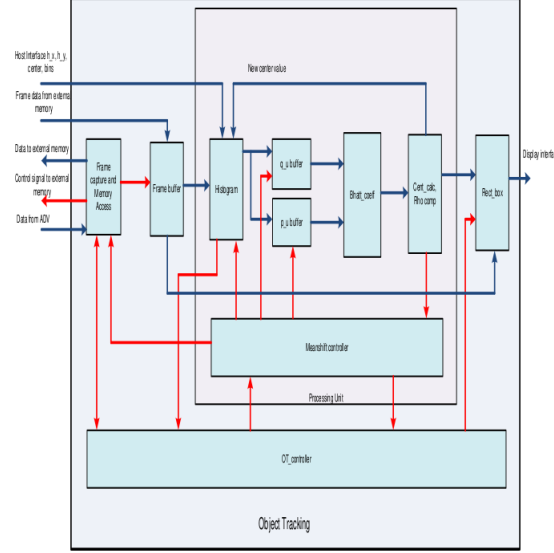 Host Interface h_x, h_y,
center, bins
New center value
Frame data from external
memory
Data to external memory
Control signal to external
memory
Data from ADV
Frame
capture and
Memory
Access
Frame buffer
Histogram
q_u buffer
p_u buffer
Bhatt_coeff
Cent_calc,
Rho comp
Rect_box
Display interfa
Meanshift controller
Processing Unit
OT_controller
Object Tracking